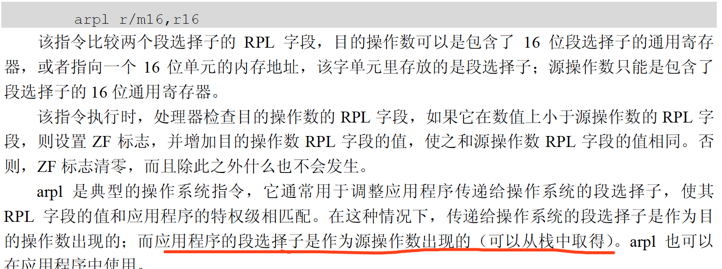 arpl r/m16,r16
该指令比较两个段选择子的 RPL 字段，目的操作数可以是包含了 16 位段选择子的通用寄存
器，或者指向一个 16 位单元的内存地址，该字单元里存放的是段选择子；源操作数只能是包含了
段选择子的 16 位通用寄存器。
该指令执行时，处理器检查目的操作数的 RPL 字段，如果它在数值上小于源操作数的 RPL 字
段，则设置 ZF 标志，并增加目的操作数 RPL 字段的值，使之和源操作数 RPL 字段的值相同。否
则，ZF 标志清零，而且除此之外什么也不会发生。
arpl 是典型的操作系统指令，它通常用于调整应用程序传递给操作系统的段选择子，使其
RPL 字段的值和应用程序的特权级相匹配。在这种情况下，传递给操作系统的段选择子是作为目
的操作数出现的；而应用程序的段选择子是作为源操作数出现的（可以从栈中取得）。arpl 也可以
在应用程序中使用。